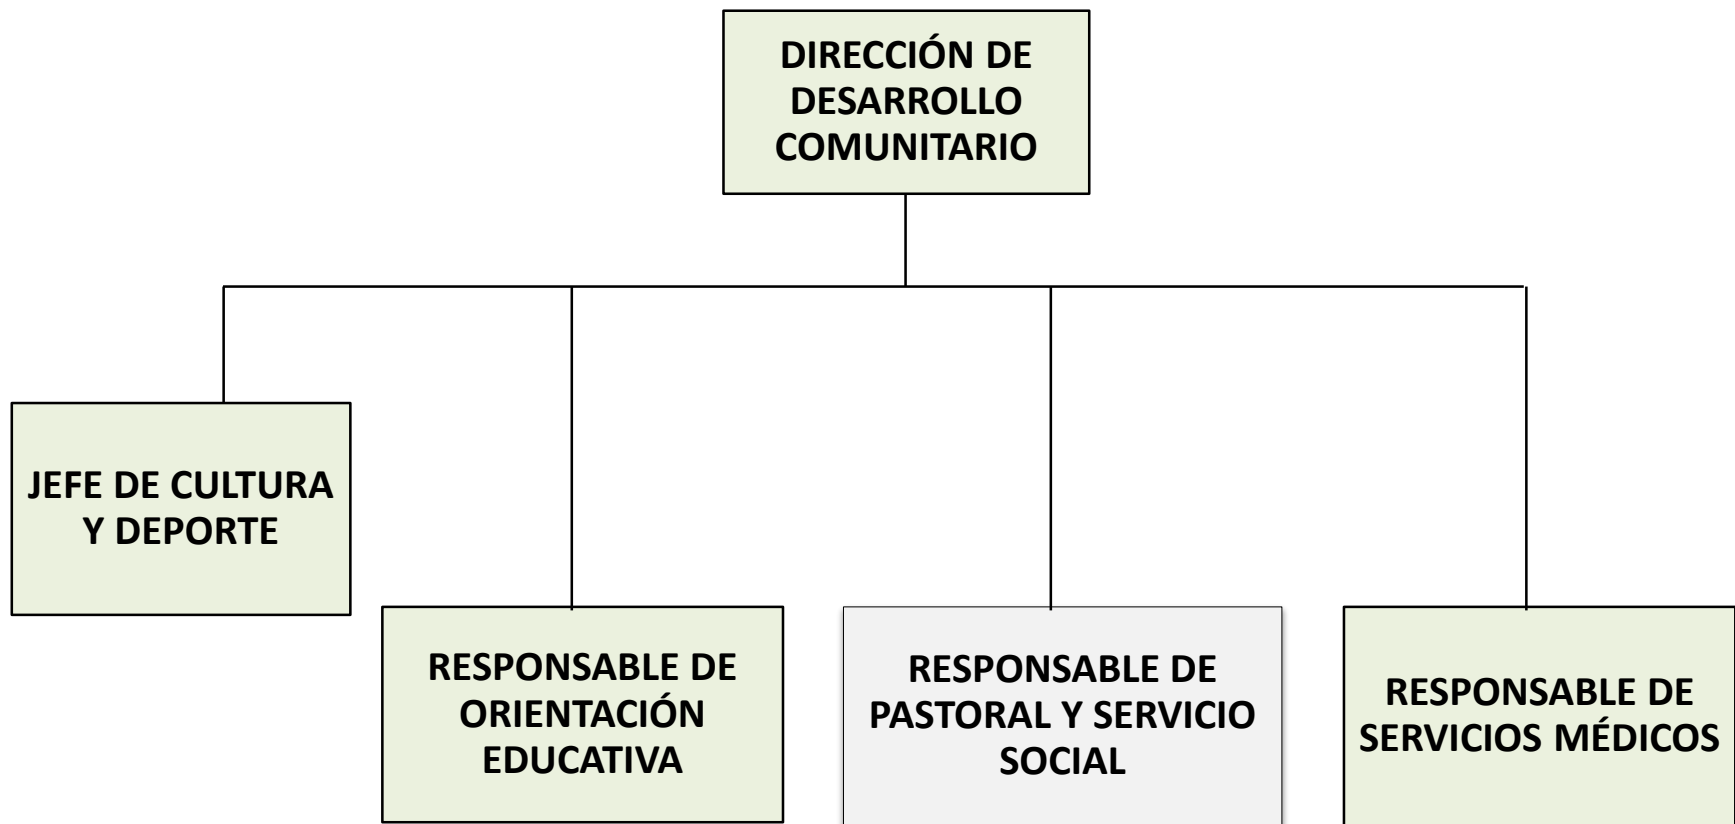 DIRECCIÓN DE
DESARROLLO
COMUNITARIO
JEFE DE CULTURA
Y DEPORTE
RESPONSABLE DE
ORIENTACIÓN
EDUCATIVA
RESPONSABLE DE
PASTORAL Y SERVICIO
SOCIAL
RESPONSABLE DE
SERVICIOS MÉDICOS